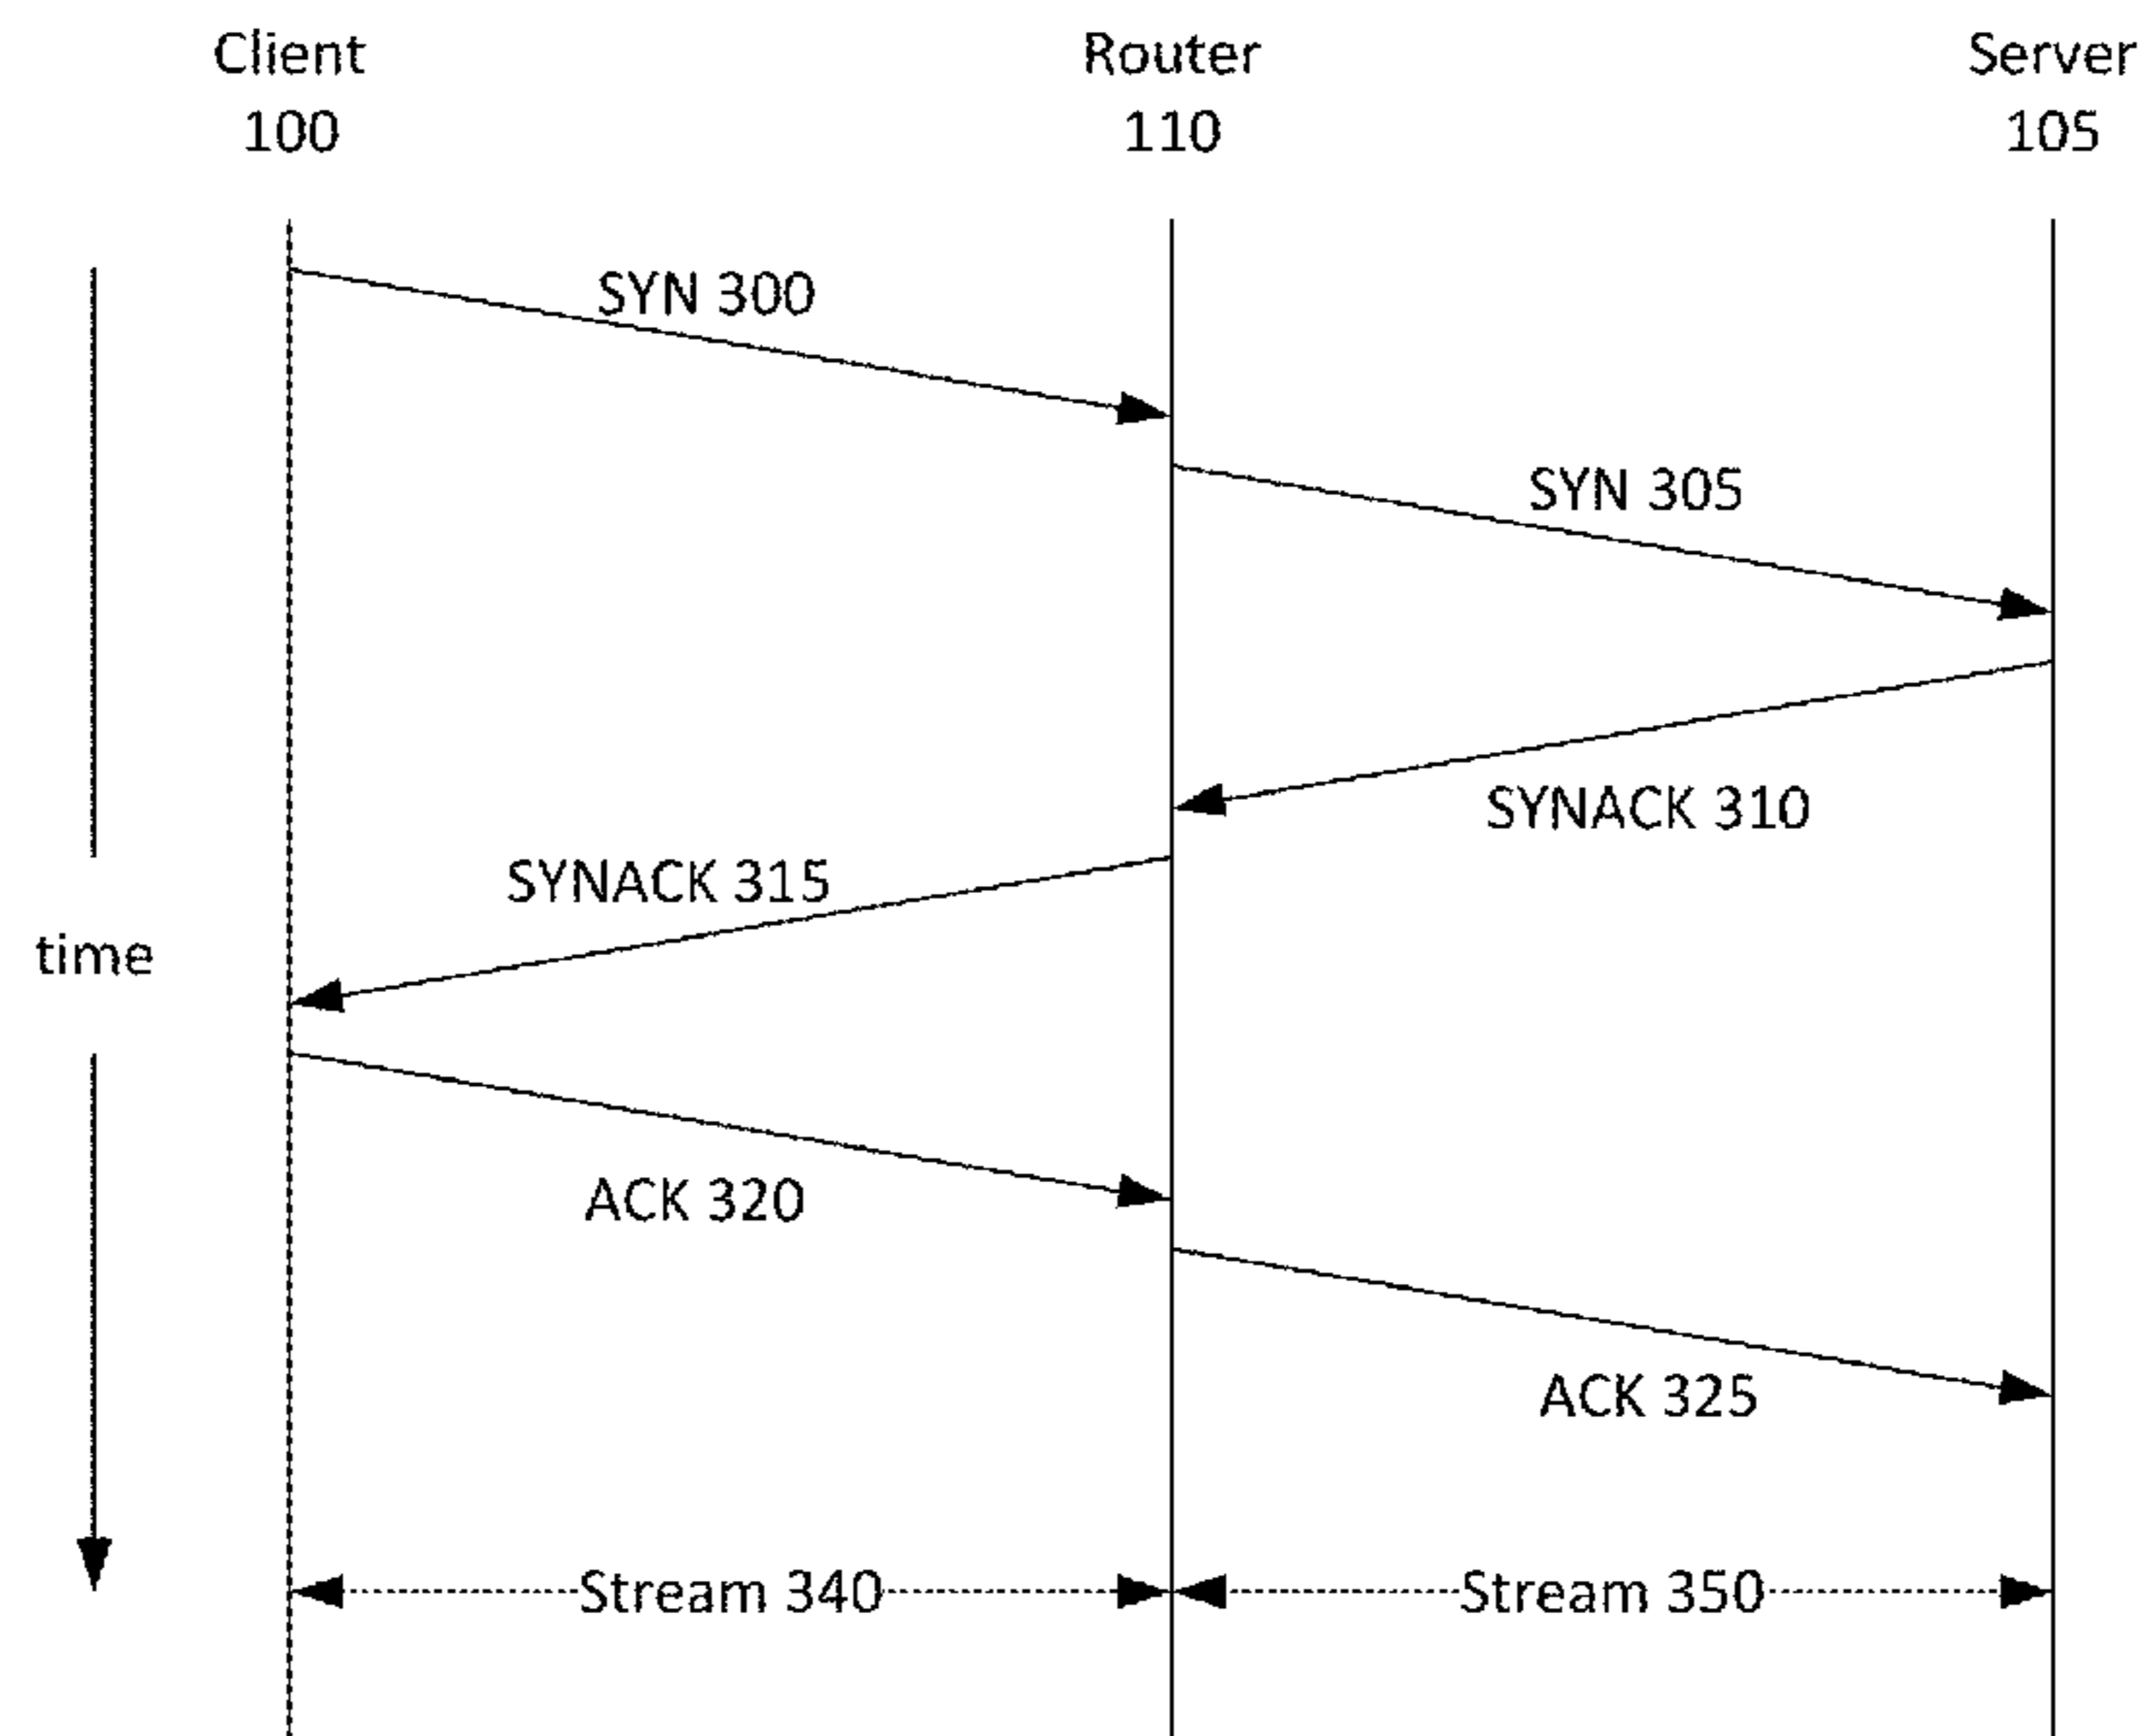 Client
100
Router
110
Server
105
SYN 300
SYN 305
SYNACK 310
SYNACK 315
time
ACK 320
ACK 325
Stream 340
Stream 350